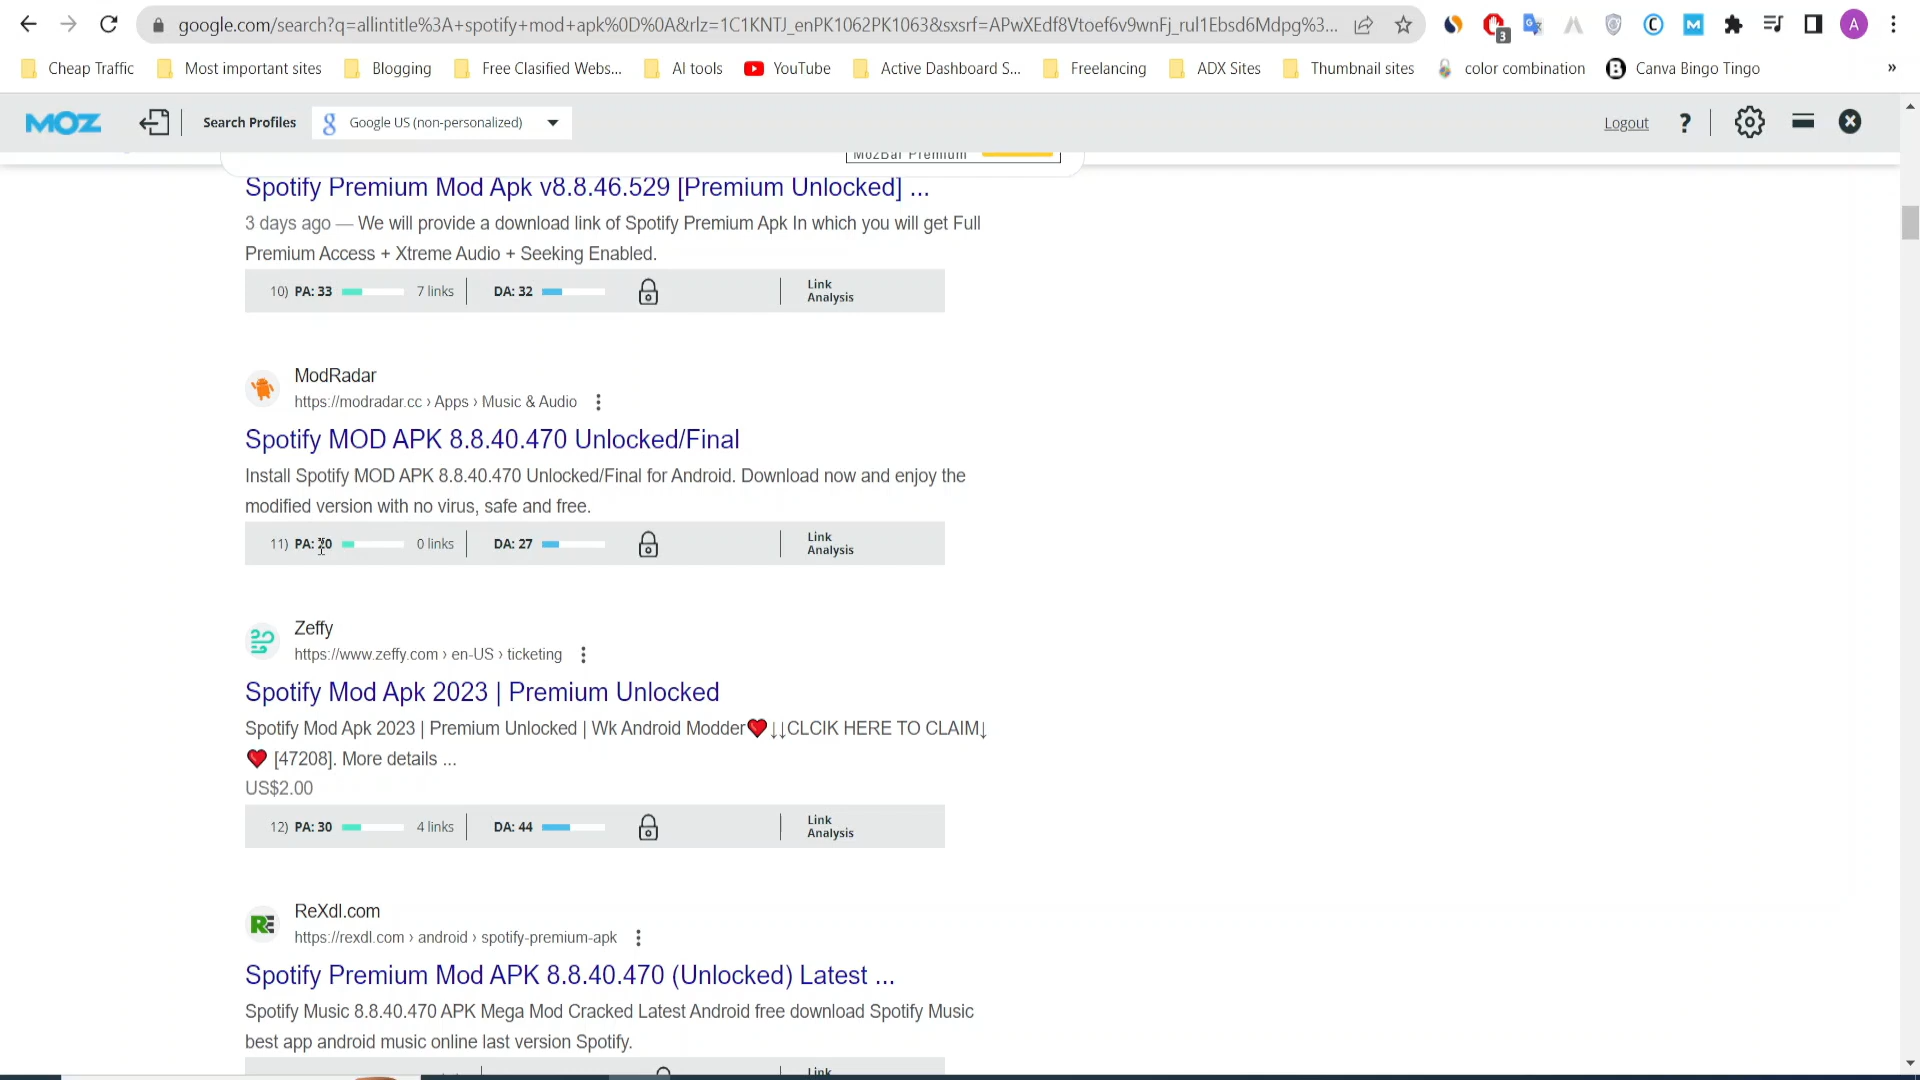 google.com/search?q=allintitle%3A+spotify+mod+apk%0D%0A&rlz=1C1KNTJ_enPK1062PK1063&sxsrf=APwXEdf8Vtoef6v9wnFj_rul1Ebsd6Mdpg%3...
3
A
Cheap Traffic
Most important sites
Blogging
Free Clasified Webs...
AI tools
YouTube
Active Dashboard S...
Freelancing
ADX Sites
Thumbnail sites
color combination
Canva Bingo Tingo
»
MOZ
Search Profiles
Google US (non-personalized)
Logout
?
MozBar Premium
Spotify Premium Mod Apk v8.8.46.529 [Premium Unlocked] ...
3 days ago — We will provide a download link of Spotify Premium Apk In which you will get Full
Premium Access + Xtreme Audio + Seeking Enabled.
10) PA: 33 7 links DA: 32 Link
Analysis
ModRadar
https://modradar.cc › Apps › Music & Audio
Spotify MOD APK 8.8.40.470 Unlocked/Final
Install Spotify MOD APK 8.8.40.470 Unlocked/Final for Android. Download now and enjoy the
modified version with no virus, safe and free.
11) PA: 0 links DA: 27 Link
Analysis
Zeffy
https://www.zeffy.com › en-US › ticketing
Spotify Mod Apk 2023 | Premium Unlocked
Spotify Mod Apk 2023 | Premium Unlocked | Wk Android Modder❤️↓↓CLCIK HERE TO CLAIM↓
❤️ [47208]. More details ...
US$2.00
12) PA: 30 4 links DA: 44 Link
Analysis
ReXdl.com
https://rexdl.com › android › spotify-premium-apk
Spotify Premium Mod APK 8.8.40.470 (Unlocked) Latest ...
Spotify Music 8.8.40.470 APK Mega Mod Cracked Latest Android free download Spotify Music
best app android music online last version Spotify.
Link